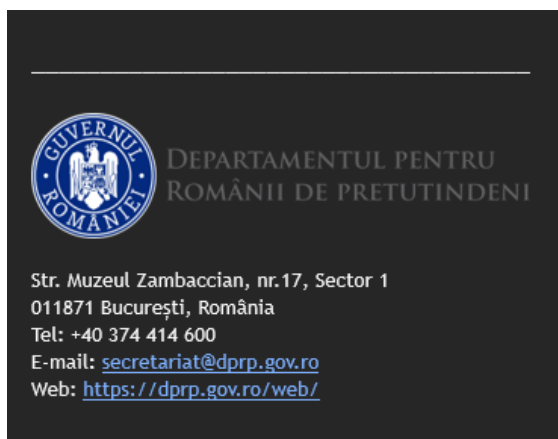 GUVERNUL ROMÂNIEI
DEPARTAMENTUL PENTRU
ROMÂNII DE PRETUTINDENI
Str. Muzeul Zambaccian, nr.17, Sector 1
011871 București, România
Tel: +40 374 414 600
E-mail: secretariat@dprp.gov.ro
Web: https://dprp.gov.ro/web/